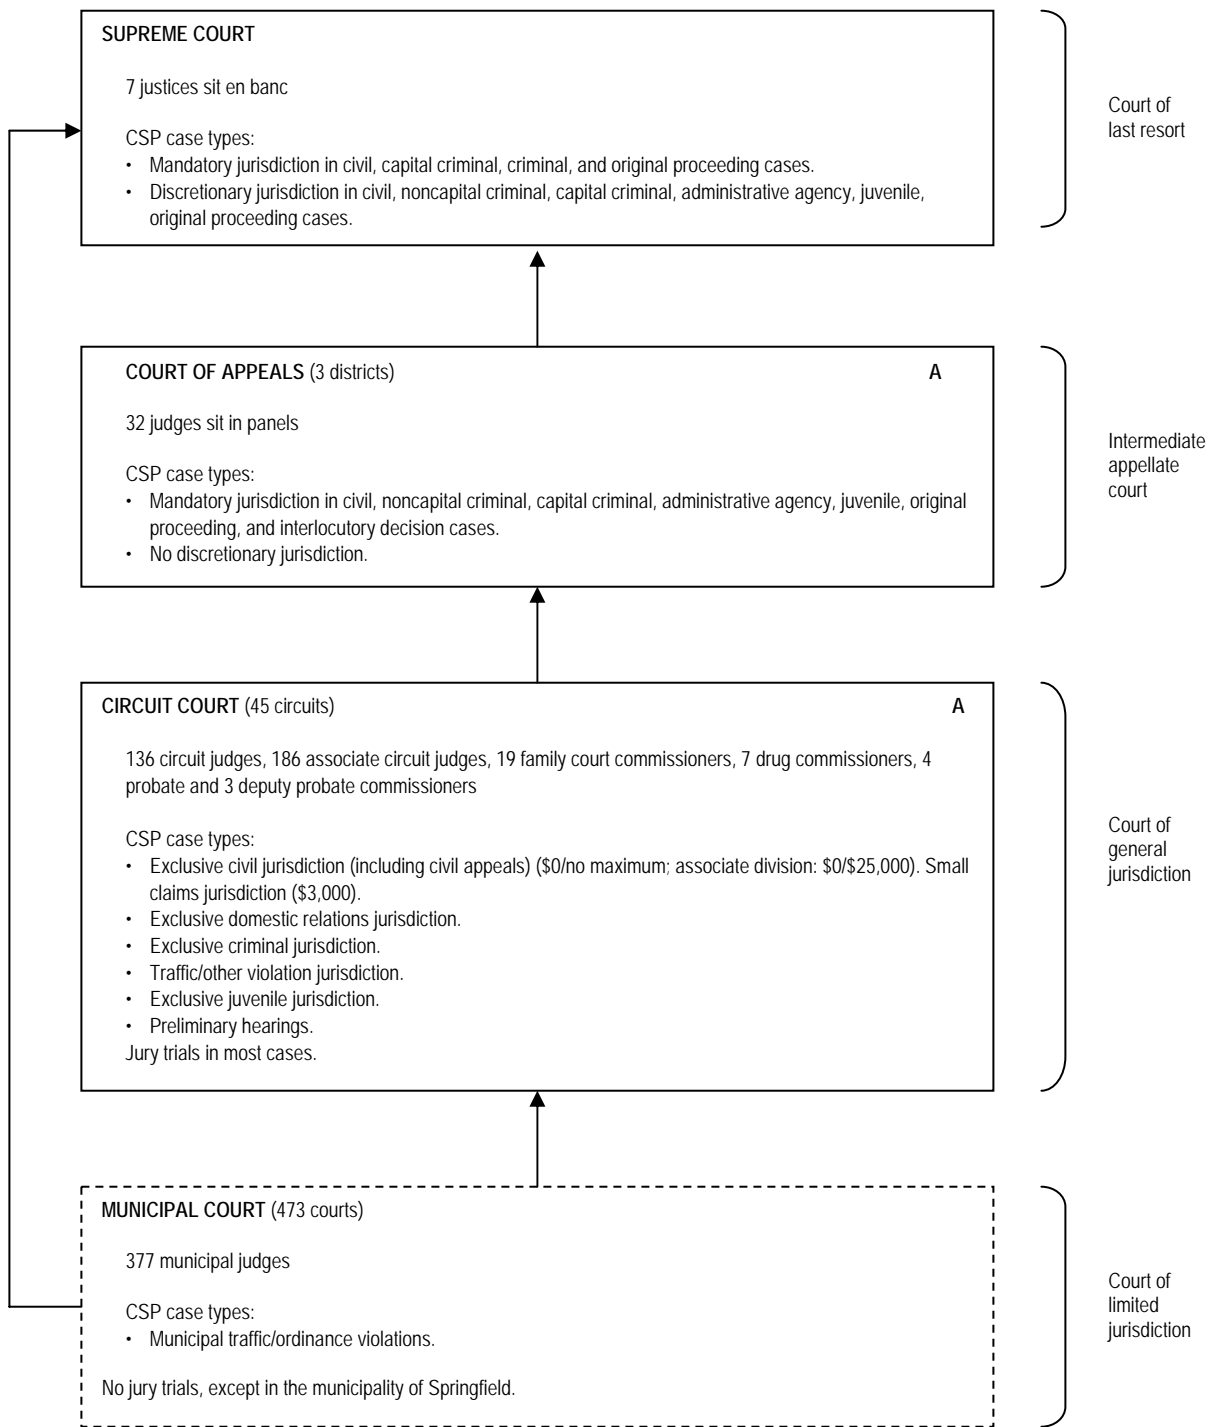 SUPREME COURT
7 justices sit en banc
CSP case types:
• Mandatory jurisdiction in civil, capital criminal, criminal, and original proceeding cases.
• Discretionary jurisdiction in civil, noncapital criminal, capital criminal, administrative agency, juvenile,
original proceeding cases.
Court of
last resort
COURT OF APPEALS (3 districts) A
32 judges sit in panels
CSP case types:
• Mandatory jurisdiction in civil, noncapital criminal, capital criminal, administrative agency, juvenile, original
proceeding, and interlocutory decision cases.
• No discretionary jurisdiction.
Intermediate
appellate
court
CIRCUIT COURT (45 circuits) A
136 circuit judges, 186 associate circuit judges, 19 family court commissioners, 7 drug commissioners, 4
probate and 3 deputy probate commissioners
CSP case types:
• Exclusive civil jurisdiction (including civil appeals) ($0/no maximum; associate division: $0/$25,000). Small
claims jurisdiction ($3,000).
• Exclusive domestic relations jurisdiction.
• Exclusive criminal jurisdiction.
• Traffic/other violation jurisdiction.
• Exclusive juvenile jurisdiction.
• Preliminary hearings.
Jury trials in most cases.
Court of
general
jurisdiction
MUNICIPAL COURT (473 courts)
377 municipal judges
CSP case types:
• Municipal traffic/ordinance violations.
No jury trials, except in the municipality of Springfield.
Court of
limited
jurisdiction